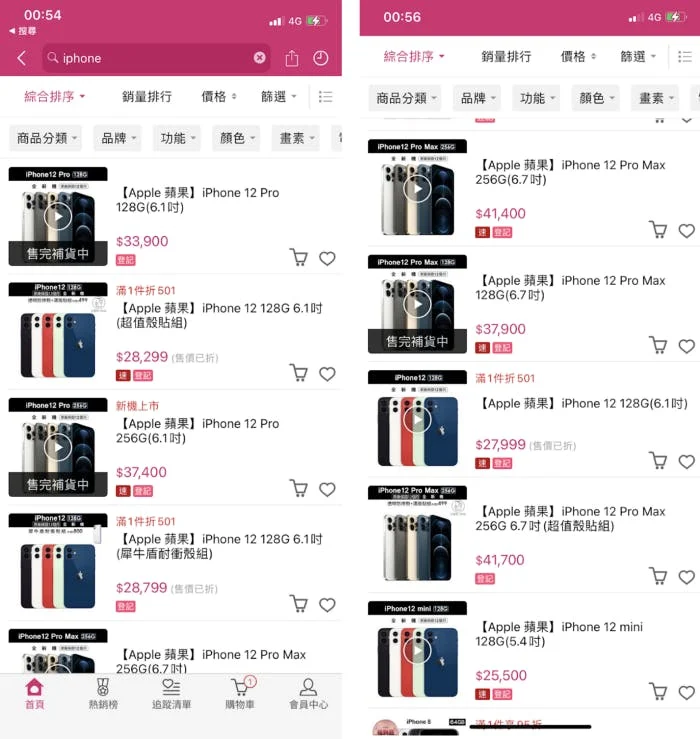 00:54
4G
搜尋
iphone
綜合排序
銷量排行
價格
篩選
商品分類
品牌
功能
顏色
畫素
iPhone12 Pro 128G
售完補貨中
【Apple 蘋果】iPhone 12 Pro
128G(6.1吋)
$33,900
登記
iPhone12 128G
滿1件折501
【Apple 蘋果】iPhone 12 128G 6.1吋
(超值殼貼組)
$28,299 (售價已折)
速 登記
iPhone12 Pro 256G
售完補貨中
新機上市
【Apple 蘋果】iPhone 12 Pro
256G(6.1吋)
$37,400
速 登記
iPhone12 128G
滿1件折501
【Apple 蘋果】iPhone 12 128G 6.1吋
(犀牛盾耐衝殼組)
$28,799 (售價已折)
登記
iPhone12 Pro Max 256G
【Apple 蘋果】iPhone 12 Pro Max
256G(6.7吋)
首頁
熱銷榜
追蹤清單
1
購物車
會員中心
00:56
4G
綜合排序
銷量排行
價格
篩選
商品分類
品牌
功能
顏色
畫素
iPhone12 Pro Max 256G
【Apple 蘋果】iPhone 12 Pro Max
256G(6.7吋)
$41,400
速 登記
iPhone12 Pro Max 128G
售完補貨中
【Apple 蘋果】iPhone 12 Pro Max
128G(6.7吋)
$37,900
速 登記
iPhone12 128G
滿1件折501
【Apple 蘋果】iPhone 12 128G(6.1吋)
$27,999 (售價已折)
速 登記
iPhone12 Pro Max 256G
【Apple 蘋果】iPhone 12 Pro Max
256G 6.7吋(超值殼貼組)
$41,700
登記
iPhone12 mini 128G
【Apple 蘋果】iPhone 12 mini
128G(5.4吋)
$25,500
速 登記
iPhone 8 64GB
滿1件享95折